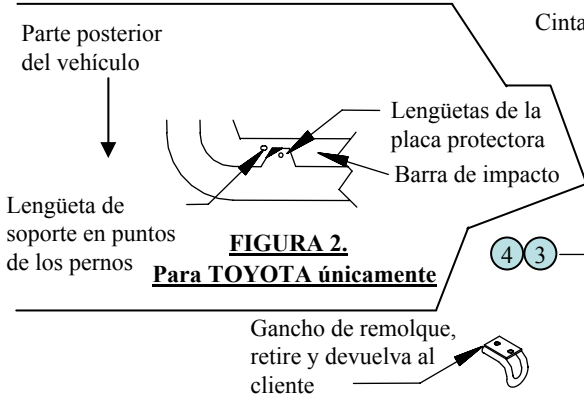 Parte posterior
del vehículo
Cinta
Lengüetas de la
placa protectora
Barra de impacto
Lengüeta de
soporte en puntos
de los pernos
FIGURA 2.
Para TOYOTA únicamente
4 3
Gancho de remolque,
retire y devuelva al
cliente